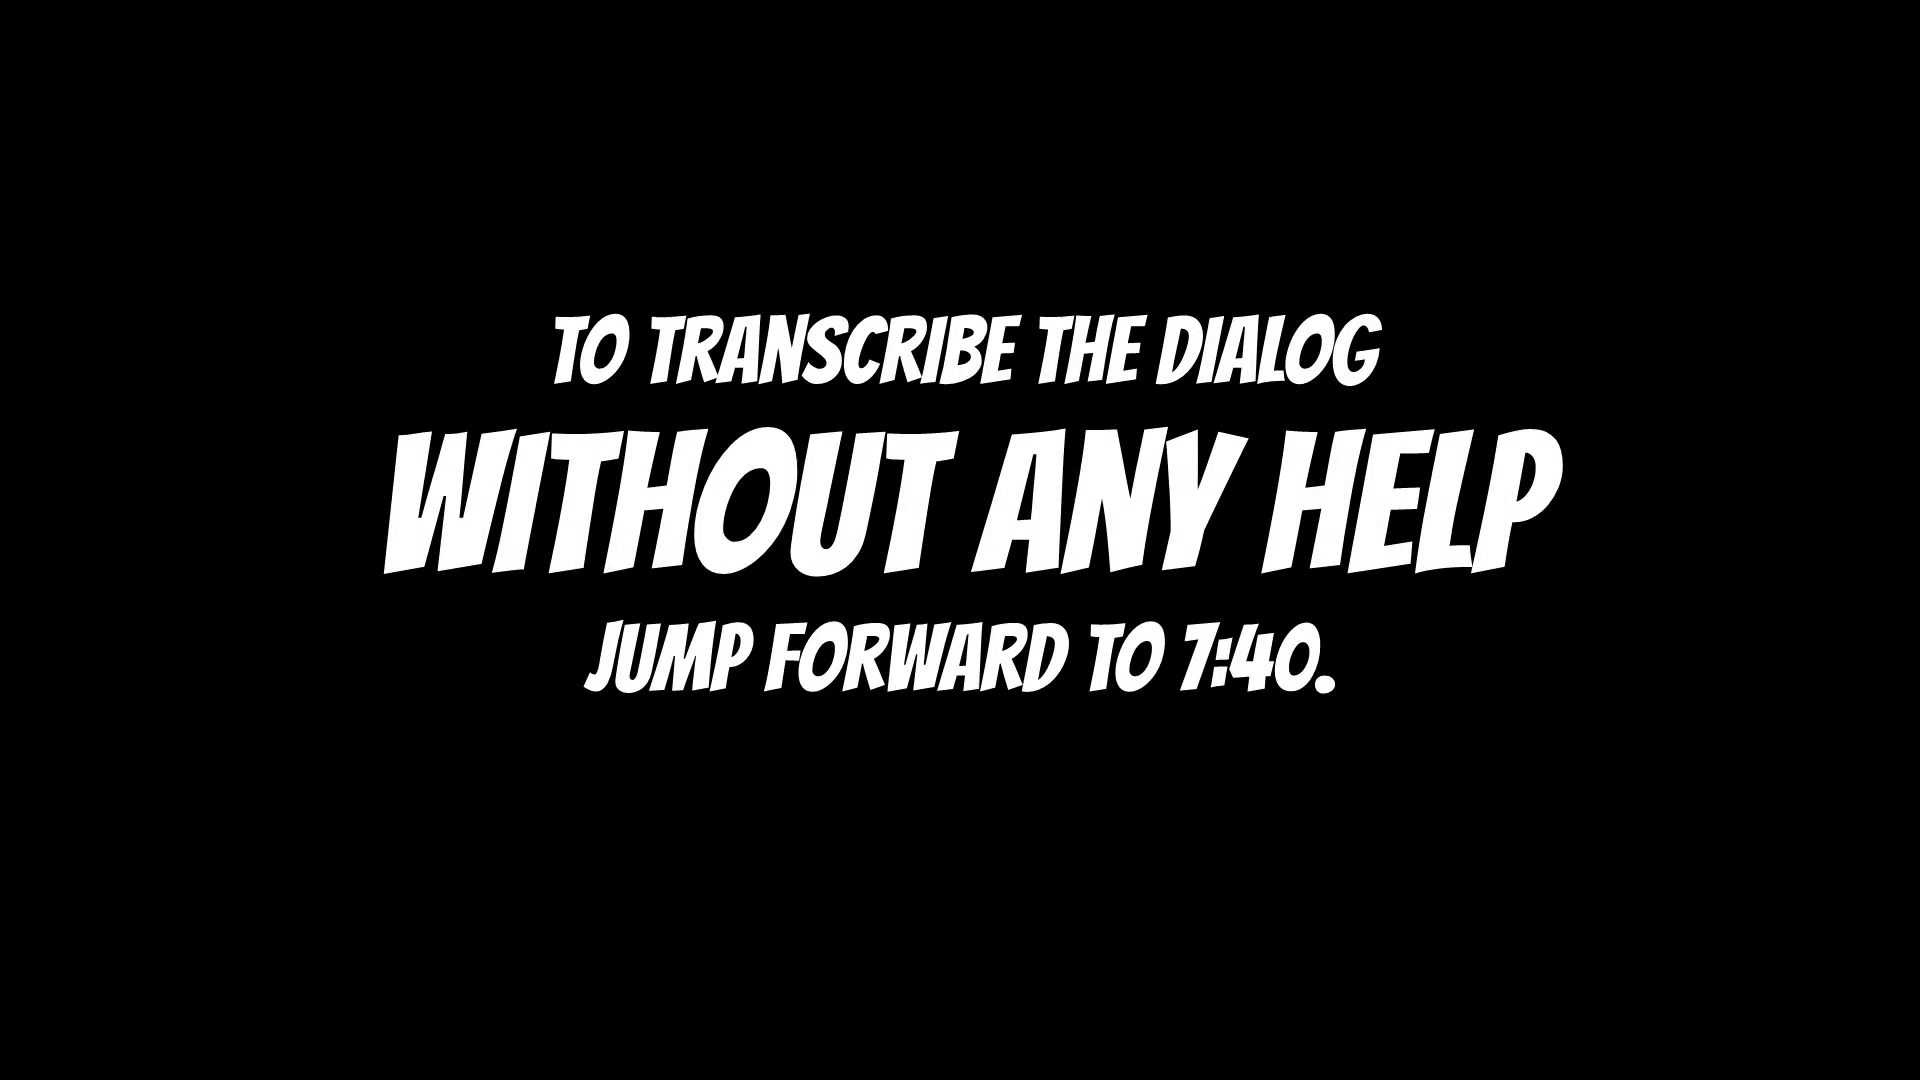 TO TRANSCRIBE THE DIALOG
WITHOUT ANY HELP
JUMP FORWARD TO 7:40.